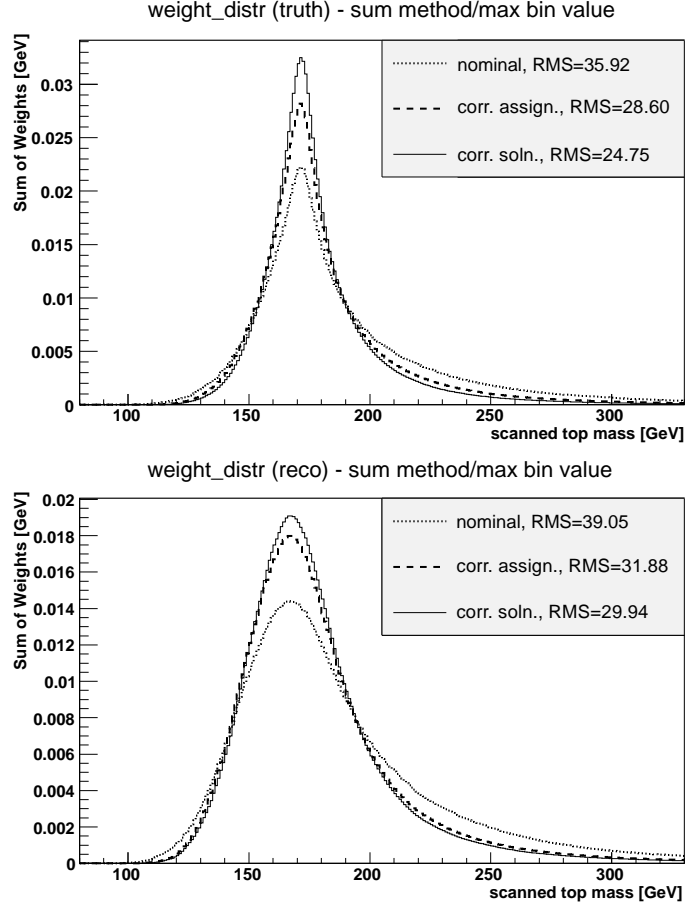 weight_distr (truth) - sum method/max bin value
Sum of Weights [GeV]
0.03
0.025
0.02
0.015
0.01
0.005
0
nominal, RMS=35.92
corr. assign., RMS=28.60
corr. soln., RMS=24.75
100 150 200 250 300
scanned top mass [GeV]
weight_distr (reco) - sum method/max bin value
Sum of Weights [GeV]
0.02
0.018
0.016
0.014
0.012
0.01
0.008
0.006
0.004
0.002
0
nominal, RMS=39.05
corr. assign., RMS=31.88
corr. soln., RMS=29.94
100 150 200 250 300
scanned top mass [GeV]